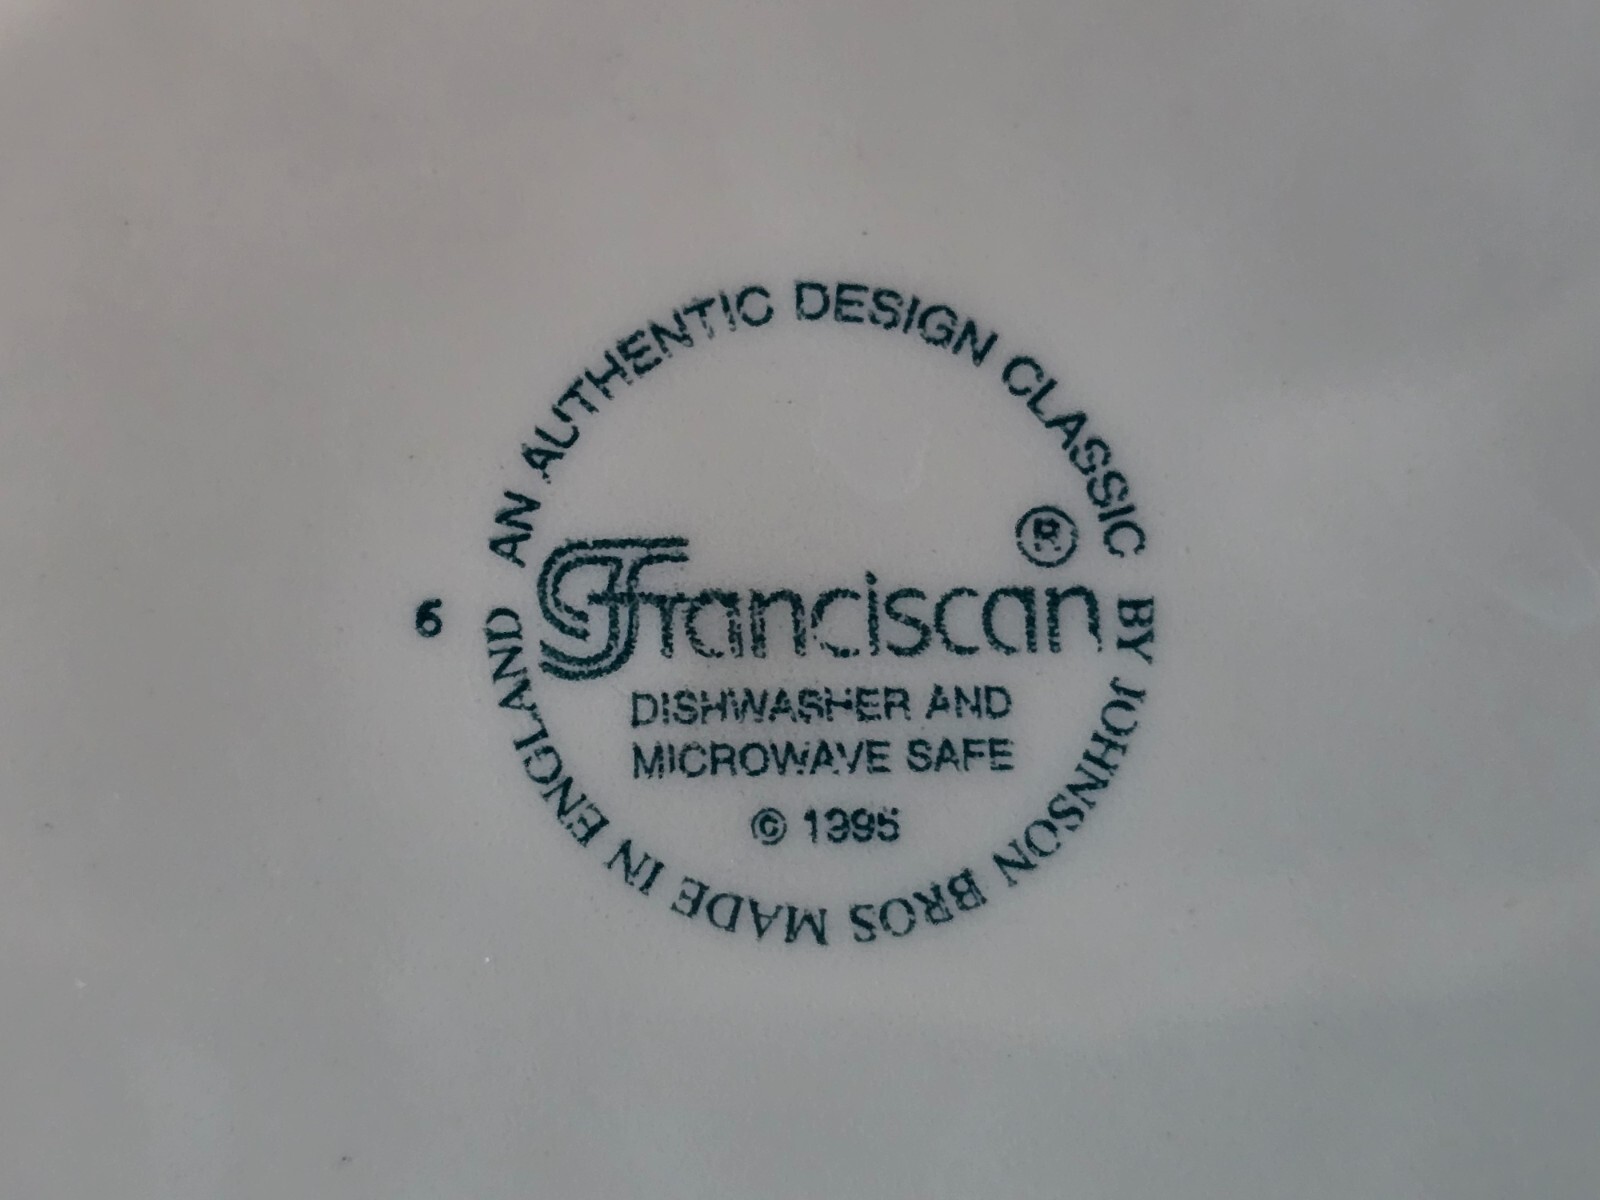 AN AUTHENTIC DESIGN CLASSIC BY JOHNSON BROS MADE IN ENGLAND
6
Franciscan ®
DISHWASHER AND
MICROWAVE SAFE
© 1995